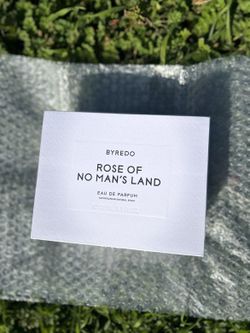 BYREDO
ROSE OF
NO MAN'S LAND
EAU DE PARFUM